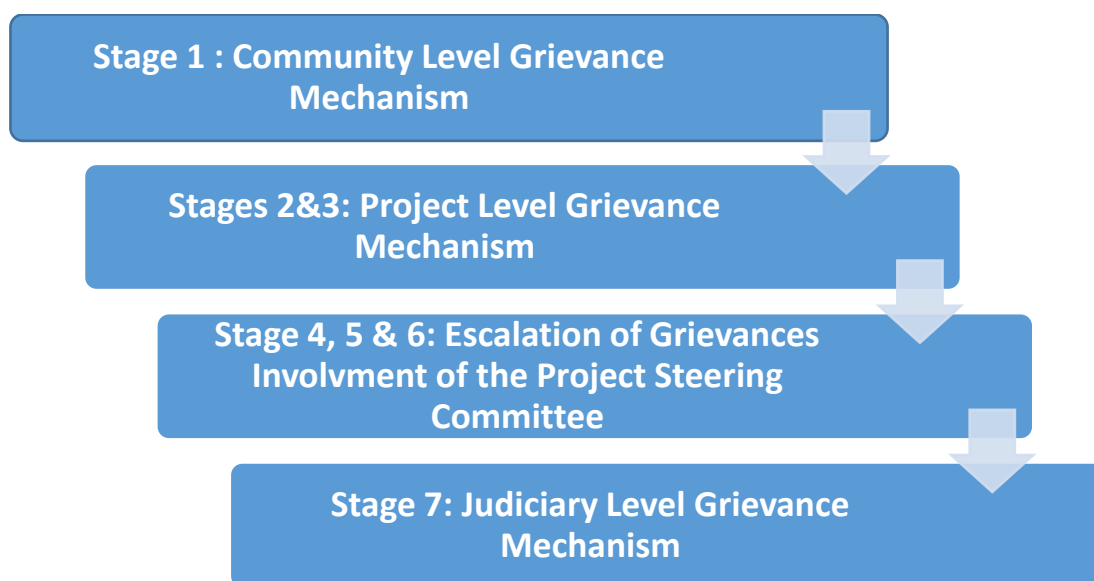 Stage 1 : Community Level Grievance
Mechanism
Stages 2&3: Project Level Grievance
Mechanism
Stage 4, 5 & 6: Escalation of Grievances
Involvment of the Project Steering
Committee
Stage 7: Judiciary Level Grievance
Mechanism